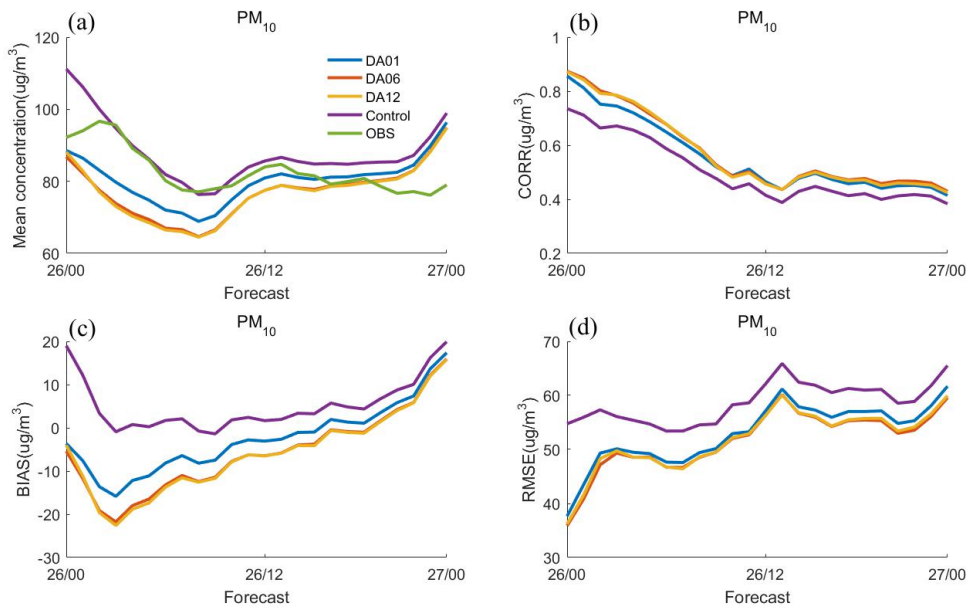 (a)
PM10
Mean concentration(ug/m3)
120
100
80
60
DA01
DA06
DA12
Control
OBS
26/00
26/12
27/00
Forecast
(b)
PM10
CORR(ug/m3)
1
0.8
0.6
0.4
0.2
26/00
26/12
27/00
Forecast
(c)
PM10
BIAS(ug/m3)
20
10
0
-10
-20
-30
26/00
26/12
27/00
Forecast
(d)
PM10
RMSE(ug/m3)
70
60
50
40
30
26/00
26/12
27/00
Forecast